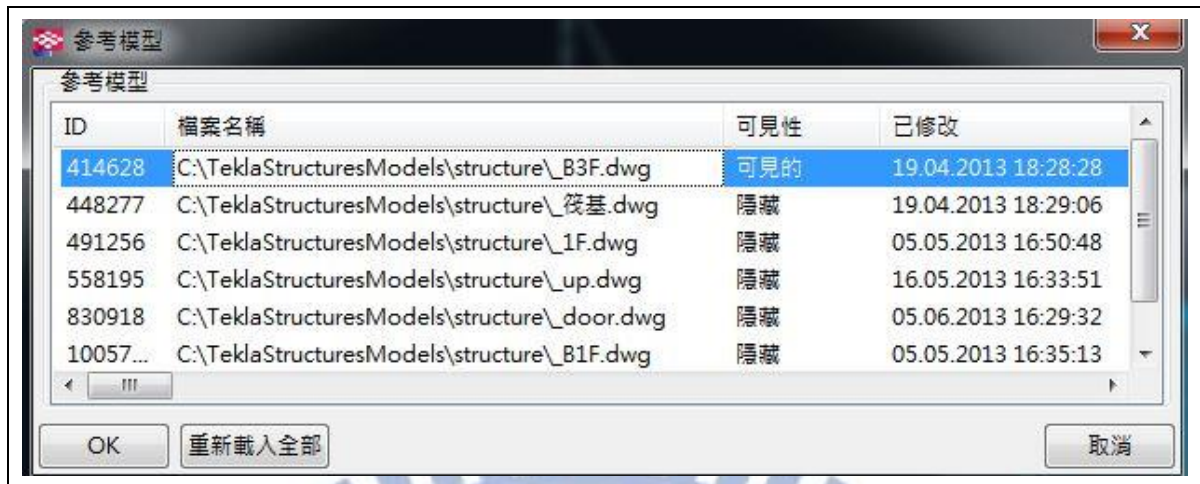 參考模型
參考模型
ID 檔案名稱 可見性 已修改
414628 C:\TeklaStructuresModels\structure\_B3F.dwg 可見的 19.04.2013 18:28:28
448277 C:\TeklaStructuresModels\structure\_筏基.dwg 隱藏 19.04.2013 18:29:06
491256 C:\TeklaStructuresModels\structure\_1F.dwg 隱藏 05.05.2013 16:50:48
558195 C:\TeklaStructuresModels\structure\_up.dwg 隱藏 16.05.2013 16:33:51
830918 C:\TeklaStructuresModels\structure\_door.dwg 隱藏 05.06.2013 16:29:32
10057... C:\TeklaStructuresModels\structure\_B1F.dwg 隱藏 05.05.2013 16:35:13
OK 重新載入全部 取消